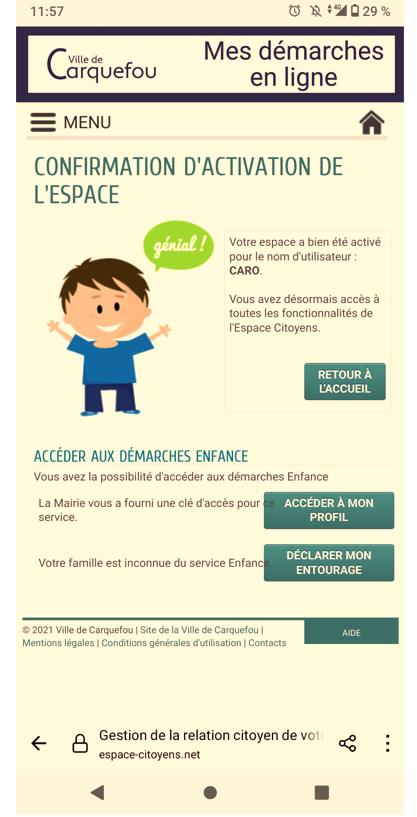 11:57
4G
29 %
Ville de
Carquefou
Mes démarches
en ligne
MENU
CONFIRMATION D'ACTIVATION DE
L'ESPACE
génial !
Votre espace a bien été activé
pour le nom d'utilisateur :
CARO.
Vous avez désormais accès à
toutes les fonctionnalités de
l'Espace Citoyens.
RETOUR À
L'ACCUEIL
ACCÉDER AUX DÉMARCHES ENFANCE
Vous avez la possibilité d'accéder aux démarches Enfance
La Mairie vous a fourni une clé d'accès pour ce
service.
ACCÉDER À MON
PROFIL
Votre famille est inconnue du service Enfance.
DÉCLARER MON
ENTOURAGE
© 2021 Ville de Carquefou | Site de la Ville de Carquefou |
Mentions légales | Conditions générales d'utilisation | Contacts
AIDE
Gestion de la relation citoyen de vot
espace-citoyens.net